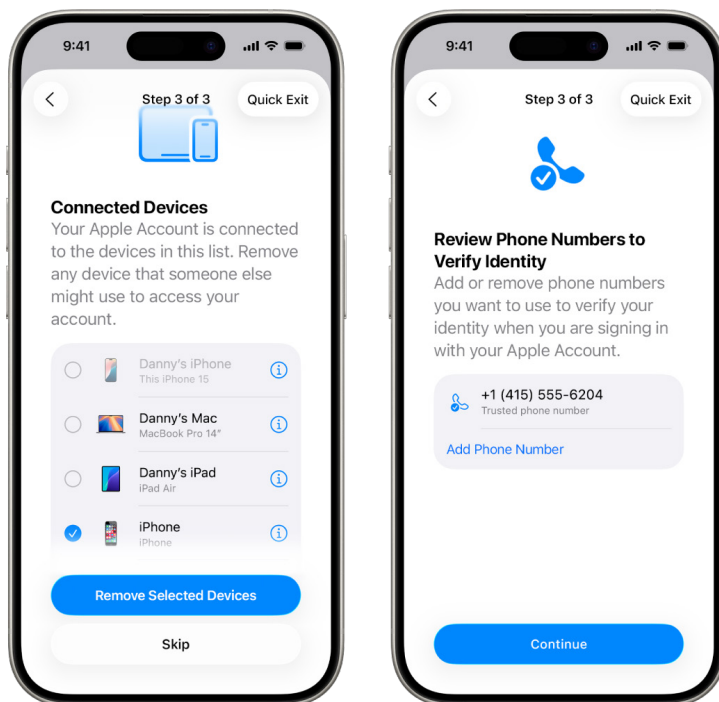 9:41
Step 3 of 3
Quick Exit
Connected Devices
Your Apple Account is connected
to the devices in this list. Remove
any device that someone else
might use to access your
account.
Danny's iPhone
This iPhone 15
Danny's Mac
MacBook Pro 14"
Danny's iPad
iPad Air
iPhone
iPhone
Remove Selected Devices
Skip
9:41
Step 3 of 3
Quick Exit
Review Phone Numbers to
Verify Identity
Add or remove phone numbers
you want to use to verify your
identity when you are signing in
with your Apple Account.
+1 (415) 555-6204
Trusted phone number
Add Phone Number
Continue